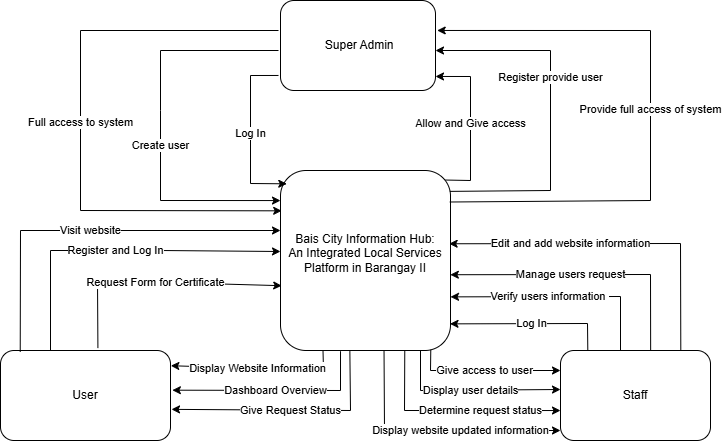 Super Admin
Register provide user
Provide full access of system
Full access to system
Allow and Give access
Log In
Create user
Visit website
Bais City Information Hub:
An Integrated Local Services
Platform in Barangay II
Edit and add website information
Register and Log In
Manage users request
Request Form for Certificate
Verify users information
Log In
Display Website Information
Give access to user
Dashboard Overview
Display user details
User
Staff
Give Request Status
Determine request status
Display website updated information